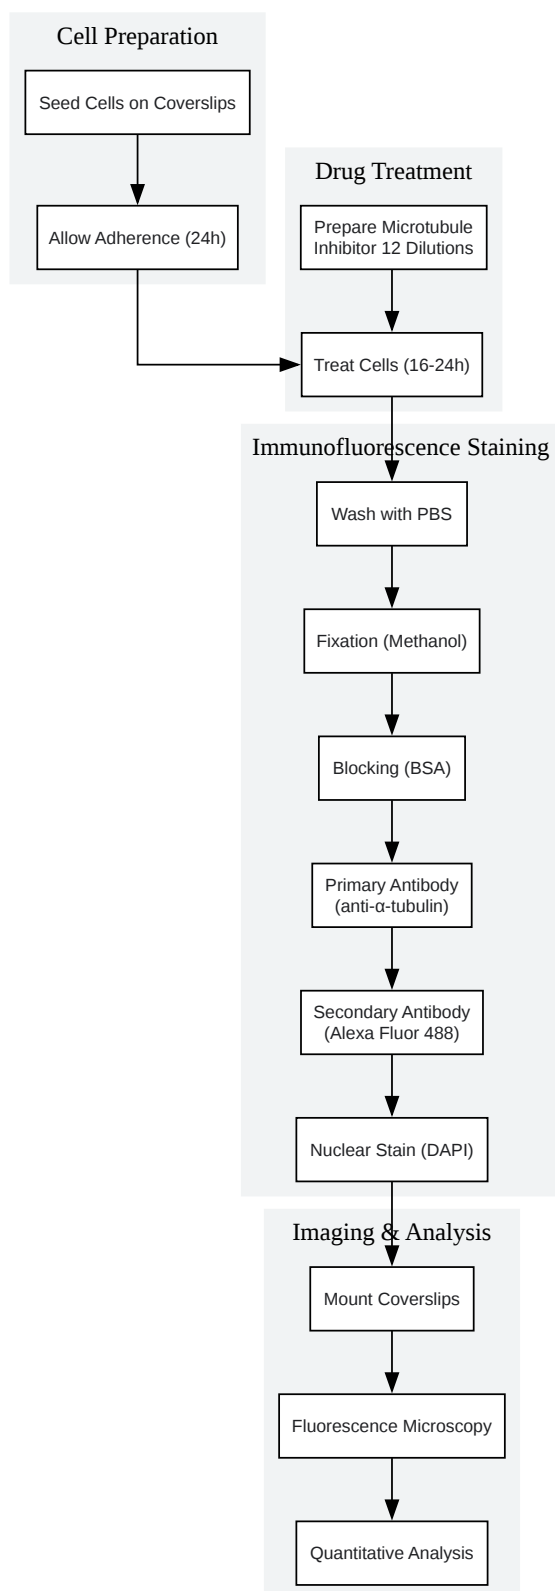 Cell Preparation
Seed Cells on Coverslips
Allow Adherence (24h)
Drug Treatment
Prepare Microtubule
Inhibitor 12 Dilutions
Treat Cells (16-24h)
Immunofluorescence Staining
Wash with PBS
Fixation (Methanol)
Blocking (BSA)
Primary Antibody
(anti-α-tubulin)
Secondary Antibody
(Alexa Fluor 488)
Nuclear Stain (DAPI)
Imaging & Analysis
Mount Coverslips
Fluorescence Microscopy
Quantitative Analysis